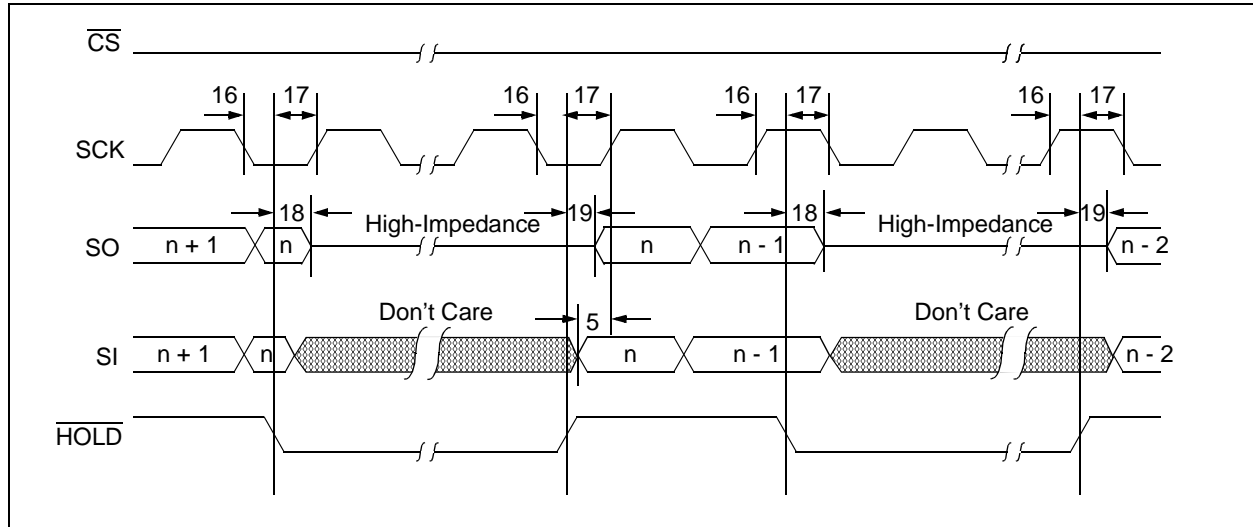 CS
16 17 16 17 16 17 16 17
SCK
18 High-Impedance 19 18 High-Impedance 19
SO n + 1 n n n - 1 n - 2
Don't Care 5 Don't Care
SI n + 1 n n n - 1 n - 2
HOLD